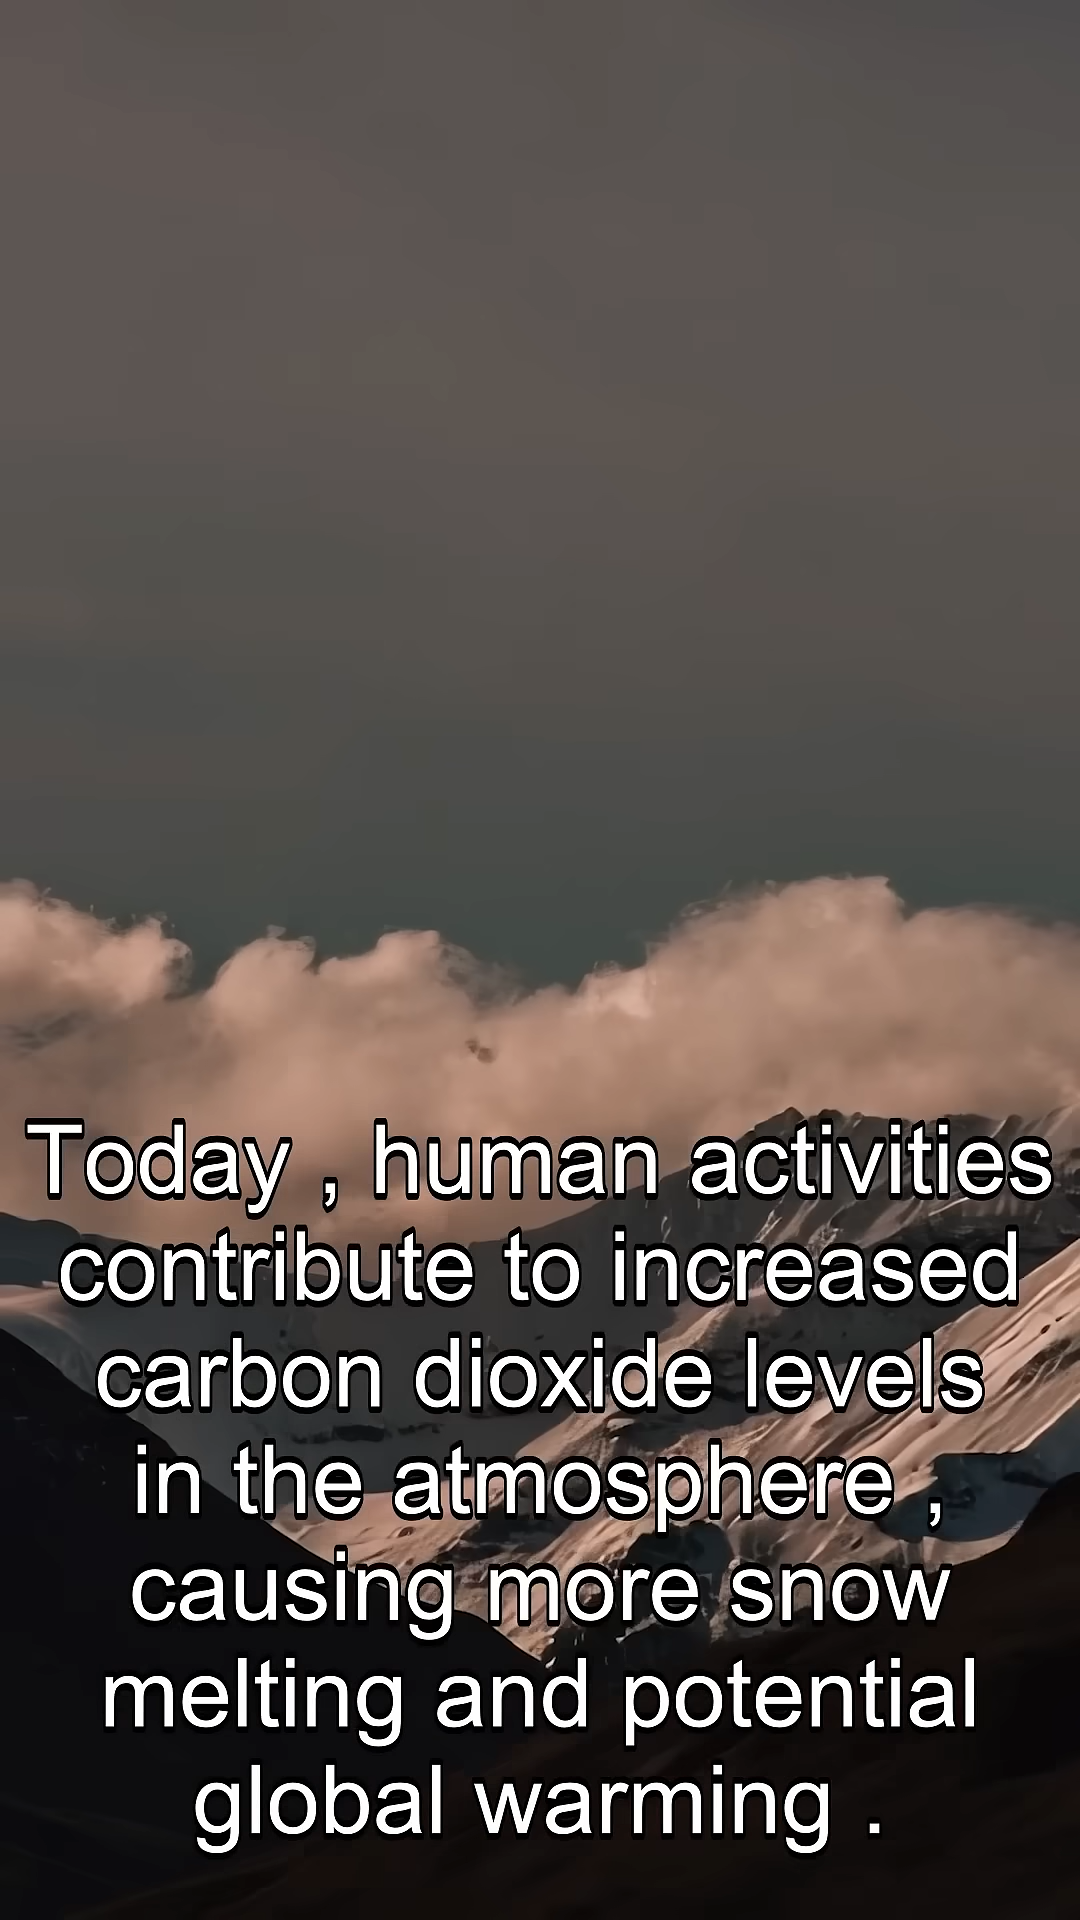 Today , human activities
contribute to increased
carbon dioxide levels
in the atmosphere ,
causing more snow
melting and potential
global warming .